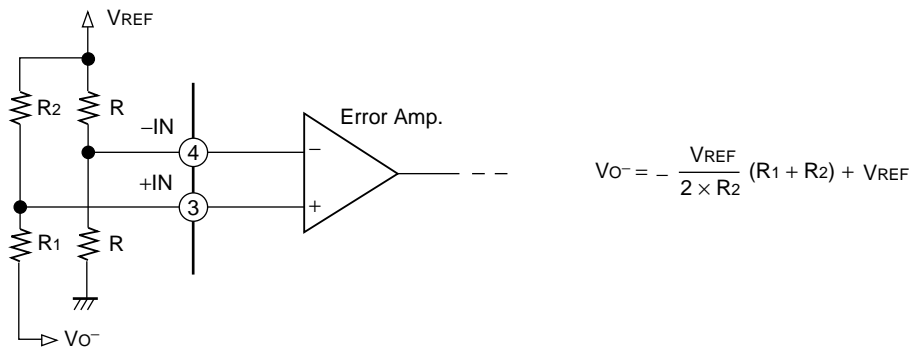 VREF
R2
R
−IN
Error Amp.
4
−
+IN
3
+
R1
R
VO−
VO− = − VREF / 2 × R2 (R1 + R2) + VREF